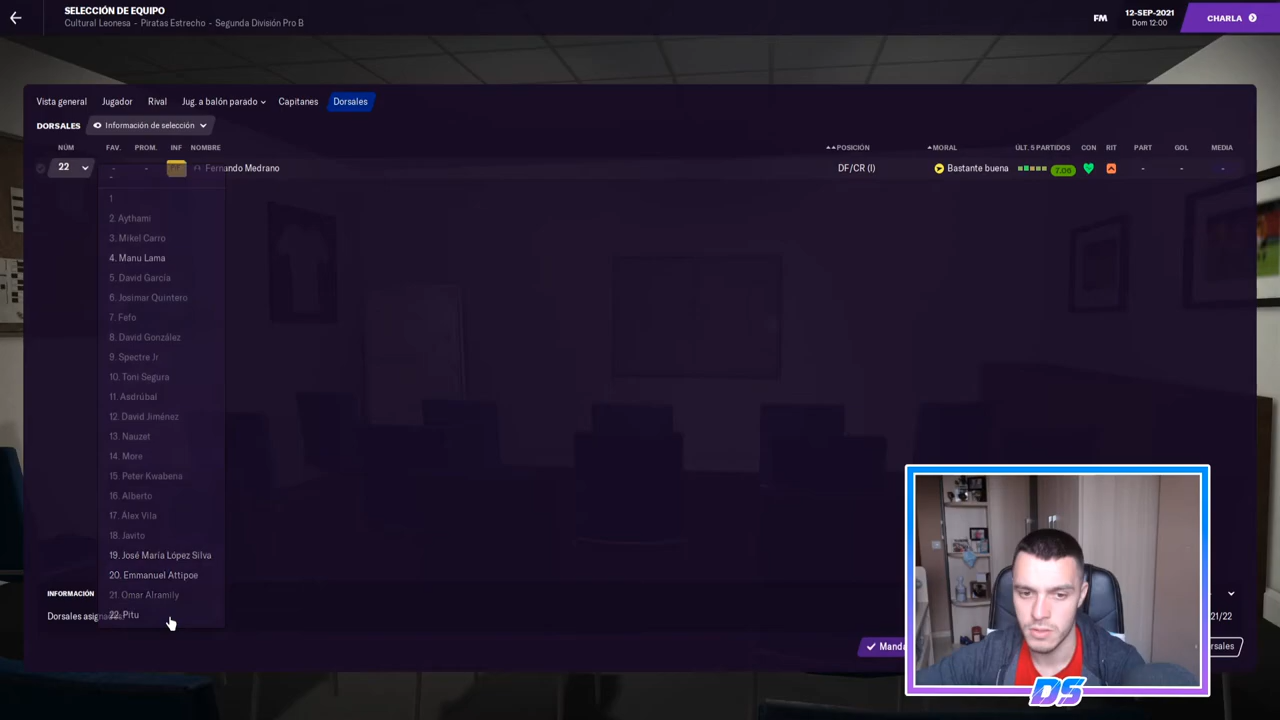 SELECCIÓN DE EQUIPO
Cultural Leonesa - Piratas Estrecho - Segunda División Pro B
FM
12-SEP-2021
Dom 12:00
CHARLA
Vista general Jugador Rival Jug. a balón parado Capitanes Dorsales
DORSALES Información de selección
NÚM FAV. PROM. INF NOMBRE POSICIÓN MORAL ÚLT. 5 PARTIDOS CON RIT PART GOL MEDIA
22 - - Fernando Medrano DF/CR (I) Bastante buena 7.06 - - -
-
1
2. Aythami
3. Mikel Carro
4. Manu Lama
5. David García
6. Josimar Quintero
7. Fefo
8. David González
9. Spectre Jr
10. Toni Segura
11. Asdrúbal
12. David Jiménez
13. Nauzet
14. More
15. Peter Kwabena
16. Alberto
17. Álex Vila
18. Javito
19. José María López Silva
20. Emmanuel Attipoe
21. Omar Alramily
22. Pitu
INFORMACIÓN
Dorsales asig
21/22
Manda
rsales
DS